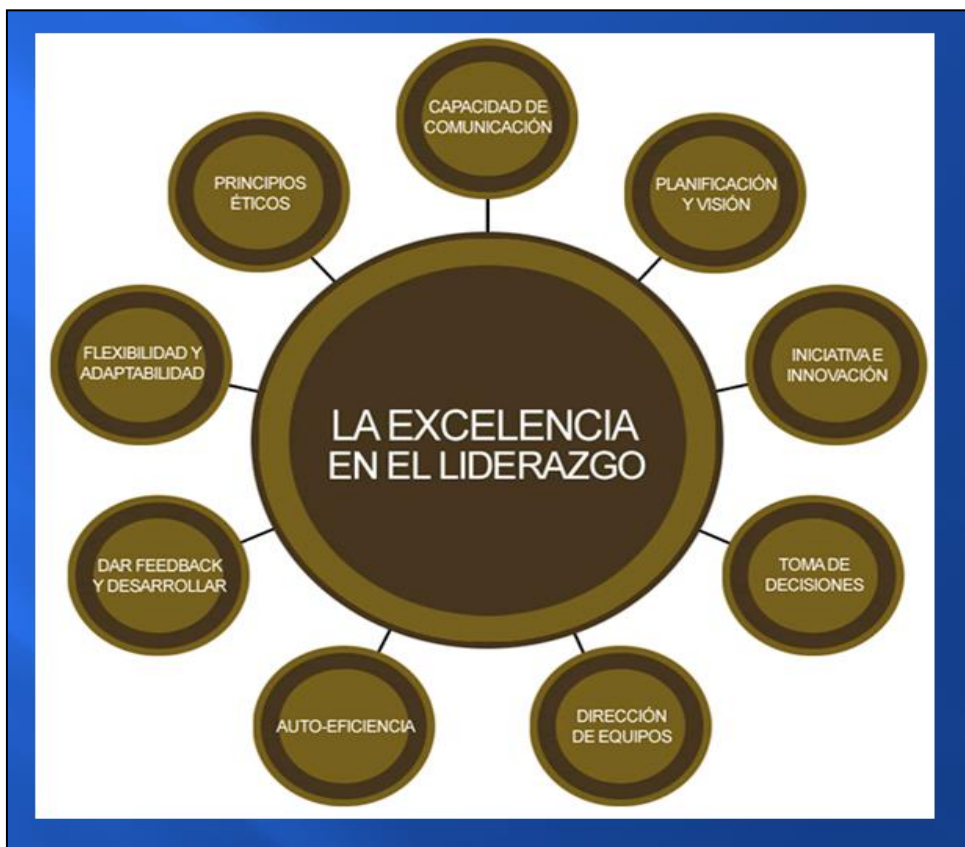 CAPACIDAD DE
COMUNICACIÓN
PLANIFICACIÓN
Y VISIÓN
INICIATIVA E
INNOVACIÓN
TOMA DE
DECISIONES
DIRECCIÓN
DE EQUIPOS
AUTO-EFICIENCIA
DAR FEEDBACK
Y DESARROLLAR
FLEXIBILIDAD Y
ADAPTABILIDAD
PRINCIPIOS
ÉTICOS
LA EXCELENCIA
EN EL LIDERAZGO